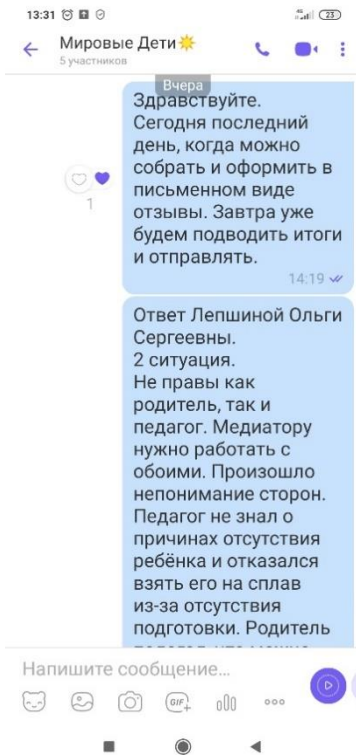 13:31
4G
23
Мировые Дети
5 участников
Вчера
Здравствуйте.
Сегодня последний
день, когда можно
собрать и оформить в
письменном виде
отзывы. Завтра уже
будем подводить итоги
и отправлять.
1
14:19
Ответ Лепшиной Ольги
Сергеевны.
2 ситуация.
Не правы как
родитель, так и
педагог. Медиатору
нужно работать с
обоими. Произошло
непонимание сторон.
Педагог не знал о
причинах отсутствия
ребёнка и отказался
взять его на сплав
из-за отсутствия
подготовки. Родитель
Напишите сообщение...
GIF